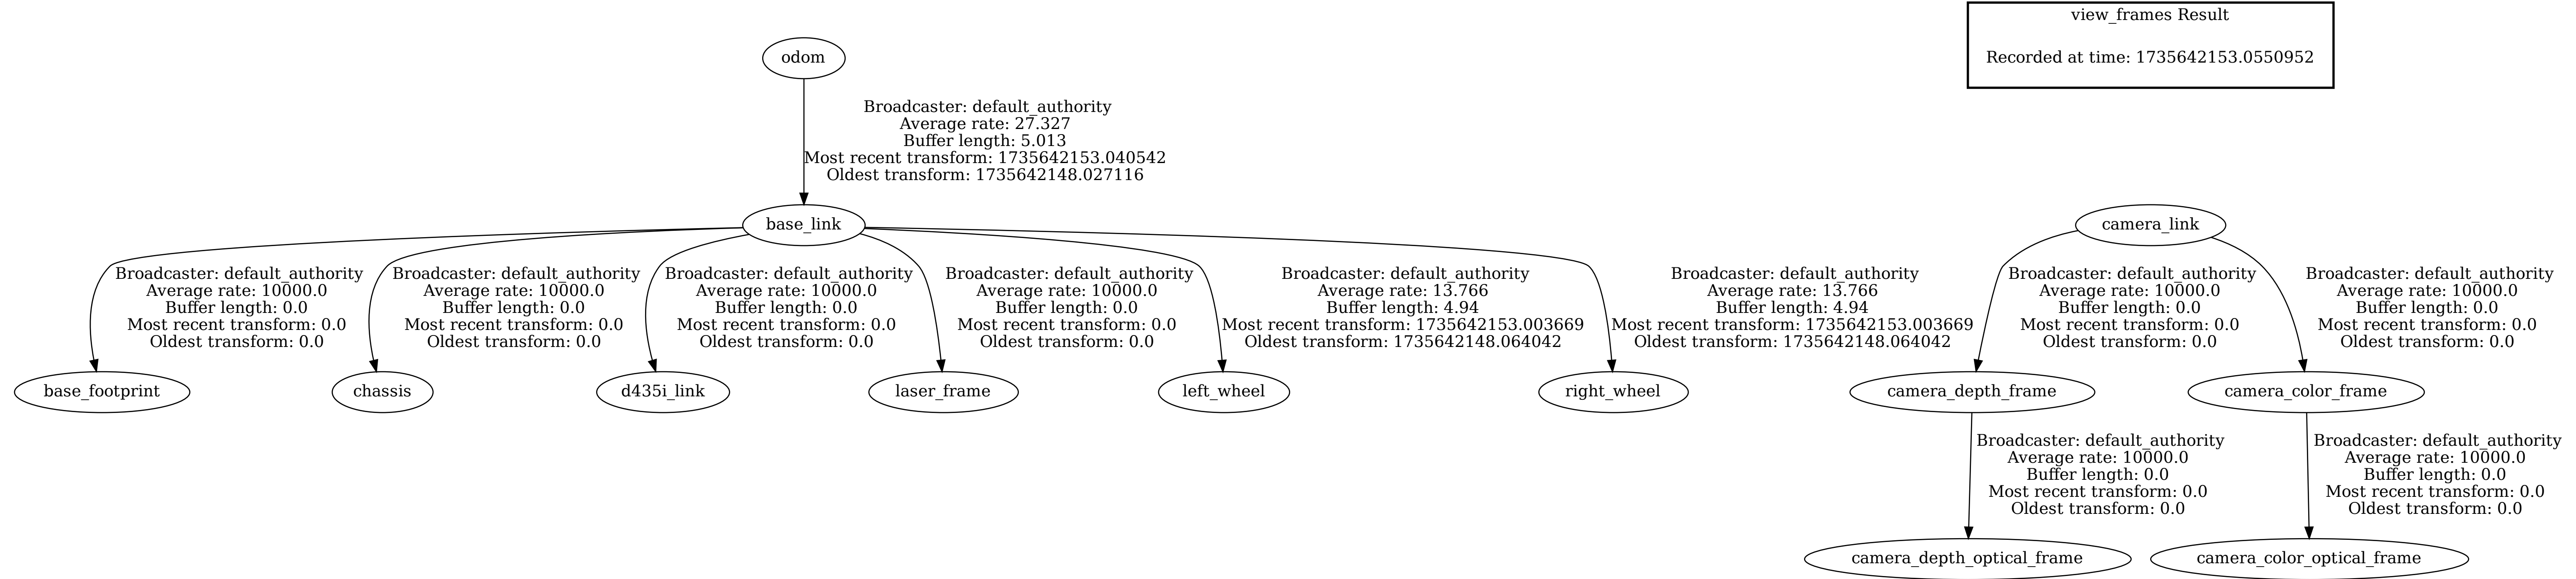 view_frames Result
Recorded at time: 1735642153.0550952
odom
Broadcaster: default_authority
Average rate: 27.327
Buffer length: 5.013
Most recent transform: 1735642153.040542
Oldest transform: 1735642148.027116
base_link
camera_link
Broadcaster: default_authority
Average rate: 10000.0
Buffer length: 0.0
Most recent transform: 0.0
Oldest transform: 0.0
Broadcaster: default_authority
Average rate: 10000.0
Buffer length: 0.0
Most recent transform: 0.0
Oldest transform: 0.0
Broadcaster: default_authority
Average rate: 10000.0
Buffer length: 0.0
Most recent transform: 0.0
Oldest transform: 0.0
Broadcaster: default_authority
Average rate: 10000.0
Buffer length: 0.0
Most recent transform: 0.0
Oldest transform: 0.0
Broadcaster: default_authority
Average rate: 13.766
Buffer length: 4.94
Most recent transform: 1735642153.003669
Oldest transform: 1735642148.064042
Broadcaster: default_authority
Average rate: 13.766
Buffer length: 4.94
Most recent transform: 1735642153.003669
Oldest transform: 1735642148.064042
Broadcaster: default_authority
Average rate: 10000.0
Buffer length: 0.0
Most recent transform: 0.0
Oldest transform: 0.0
Broadcaster: default_authority
Average rate: 10000.0
Buffer length: 0.0
Most recent transform: 0.0
Oldest transform: 0.0
base_footprint
chassis
d435i_link
laser_frame
left_wheel
right_wheel
camera_depth_frame
camera_color_frame
Broadcaster: default_authority
Average rate: 10000.0
Buffer length: 0.0
Most recent transform: 0.0
Oldest transform: 0.0
Broadcaster: default_authority
Average rate: 10000.0
Buffer length: 0.0
Most recent transform: 0.0
Oldest transform: 0.0
camera_depth_optical_frame
camera_color_optical_frame